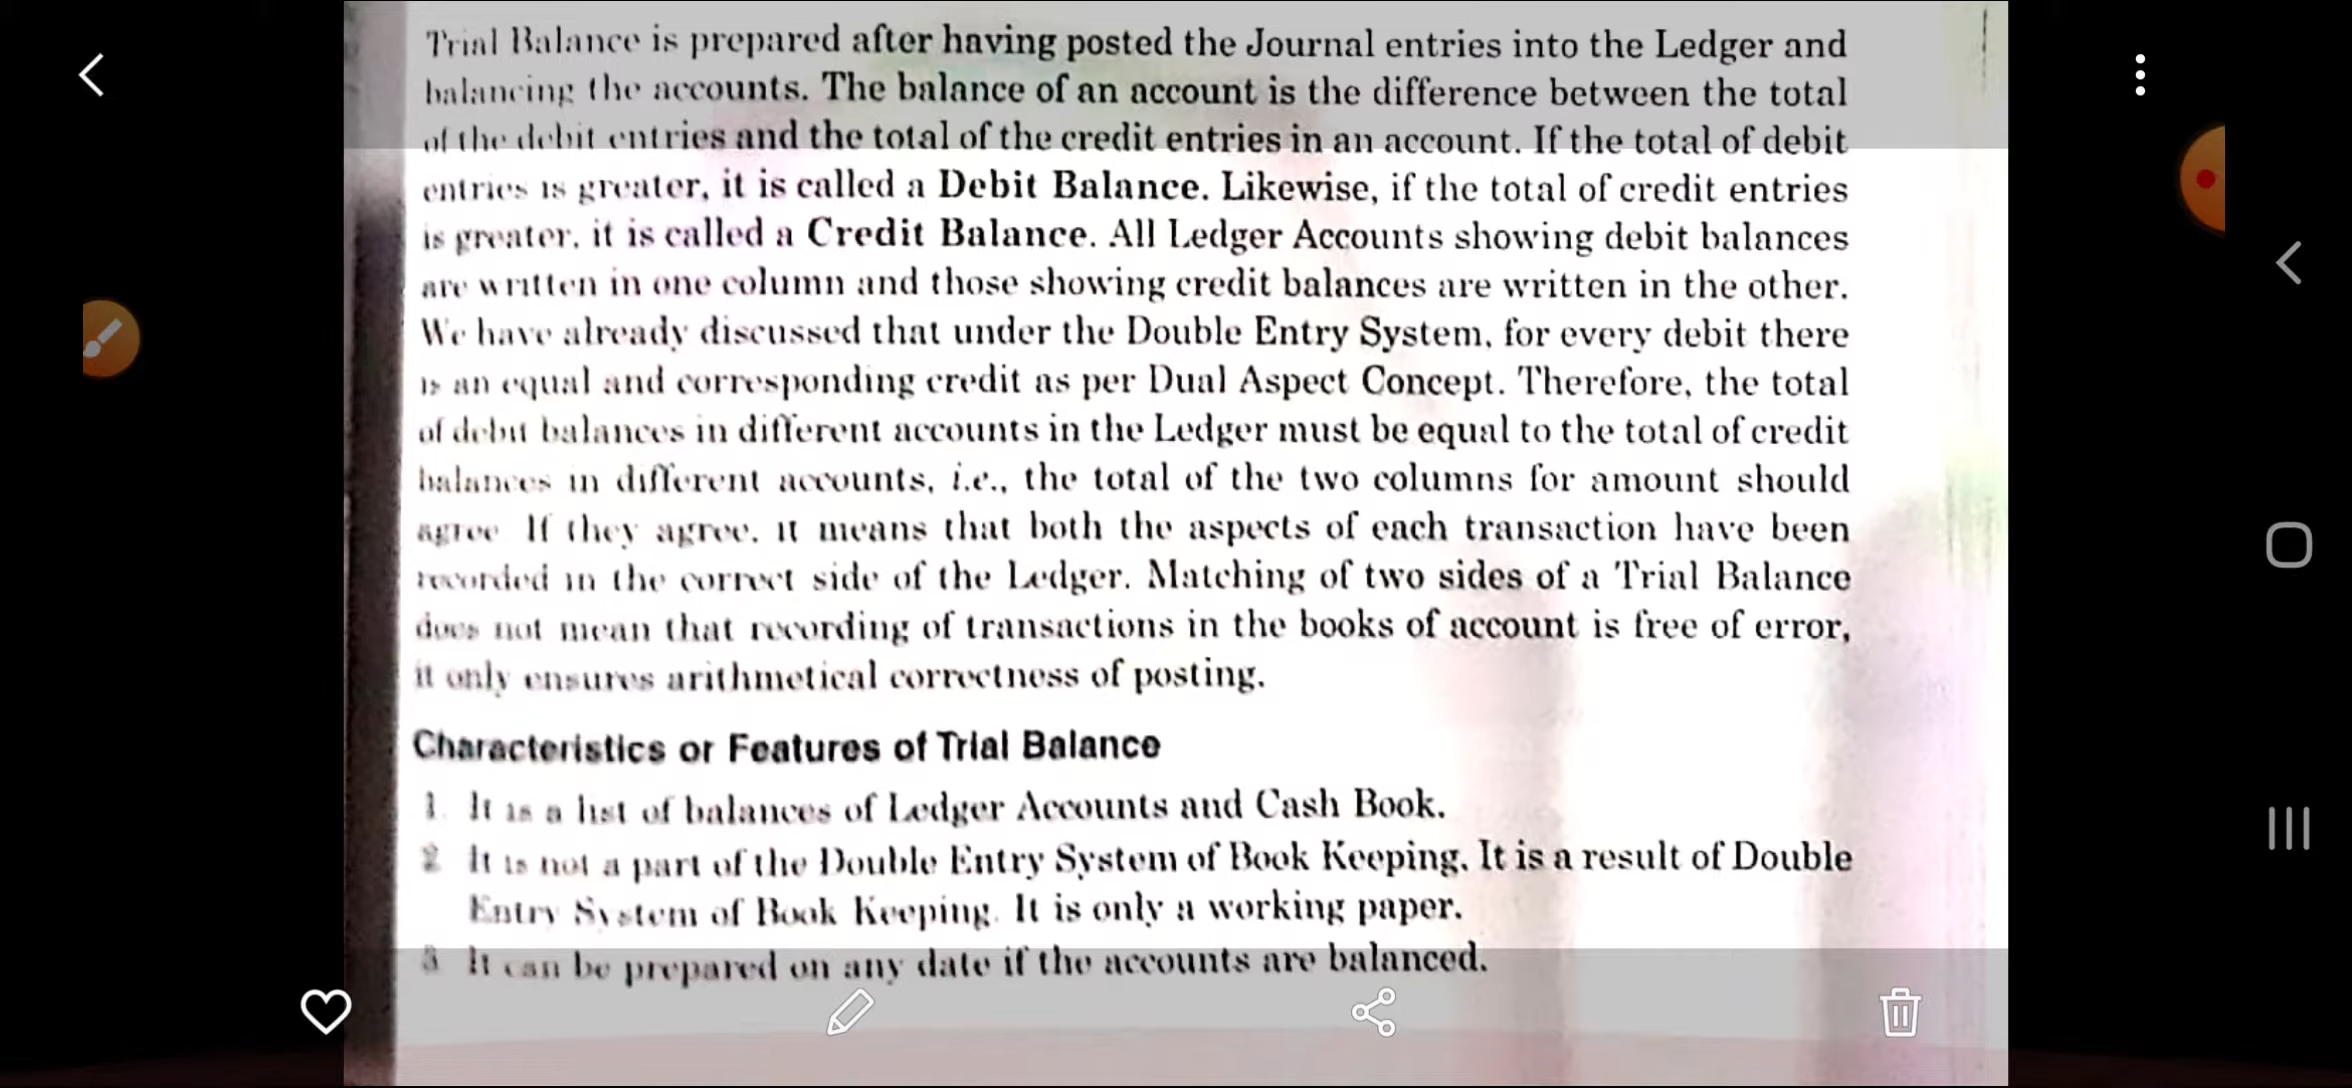 Trial Balance is prepared after having posted the Journal entries into the Ledger and
balancing the accounts. The balance of an account is the difference between the total
of the debit entries and the total of the credit entries in an account. If the total of debit
entries is greater, it is called a Debit Balance. Likewise, if the total of credit entries
is greater, it is called a Credit Balance. All Ledger Accounts showing debit balances
are written in one column and those showing credit balances are written in the other.
We have already discussed that under the Double Entry System, for every debit there
is an equal and corresponding credit as per Dual Aspect Concept. Therefore, the total
of debit balances in different accounts in the Ledger must be equal to the total of credit
balances in different accounts, i.e., the total of the two columns for amount should
agree. If they agree, it means that both the aspects of each transaction have been
recorded in the correct side of the Ledger. Matching of two sides of a Trial Balance
does not mean that recording of transactions in the books of account is free of error,
it only ensures arithmetical correctness of posting.
Characteristics or Features of Trial Balance
1. It is a list of balances of Ledger Accounts and Cash Book.
2. It is not a part of the Double Entry System of Book Keeping. It is a result of Double
Entry System of Book Keeping. It is only a working paper.
3. It can be prepared on any date if the accounts are balanced.